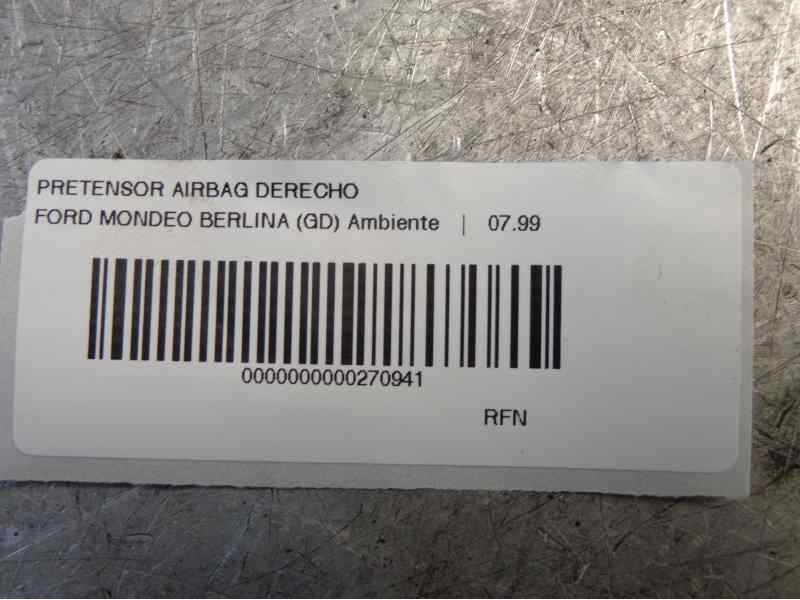 PRETENSOR AIRBAG DERECHO
FORD MONDEO BERLINA (GD) Ambiente | 07.99
0000000000270941
RFN